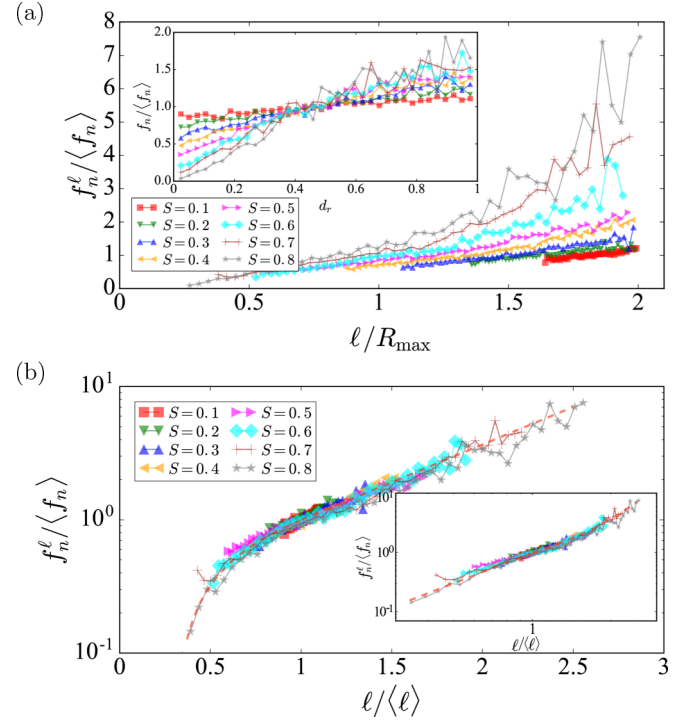 (a)
8
7
6
5
4
3
2
1
0
f_n^ℓ/⟨f_n⟩
2.0
1.5
1.0
0.5
0.0
f_n/⟨f_n⟩
0 0.2 0.4 0.6 0.8 1
d_r
S=0.1 S=0.5
S=0.2 S=0.6
S=0.3 S=0.7
S=0.4 S=0.8
0 0.5 1 1.5 2
ℓ/R_max
(b)
10^1
10^0
10^-1
f_n^ℓ/⟨f_n⟩
S=0.1 S=0.5
S=0.2 S=0.6
S=0.3 S=0.7
S=0.4 S=0.8
10^1
10^0
10^-1
f_n^ℓ/⟨f_n⟩
1
ℓ/⟨ℓ⟩
0 0.5 1 1.5 2 2.5 3
ℓ/⟨ℓ⟩